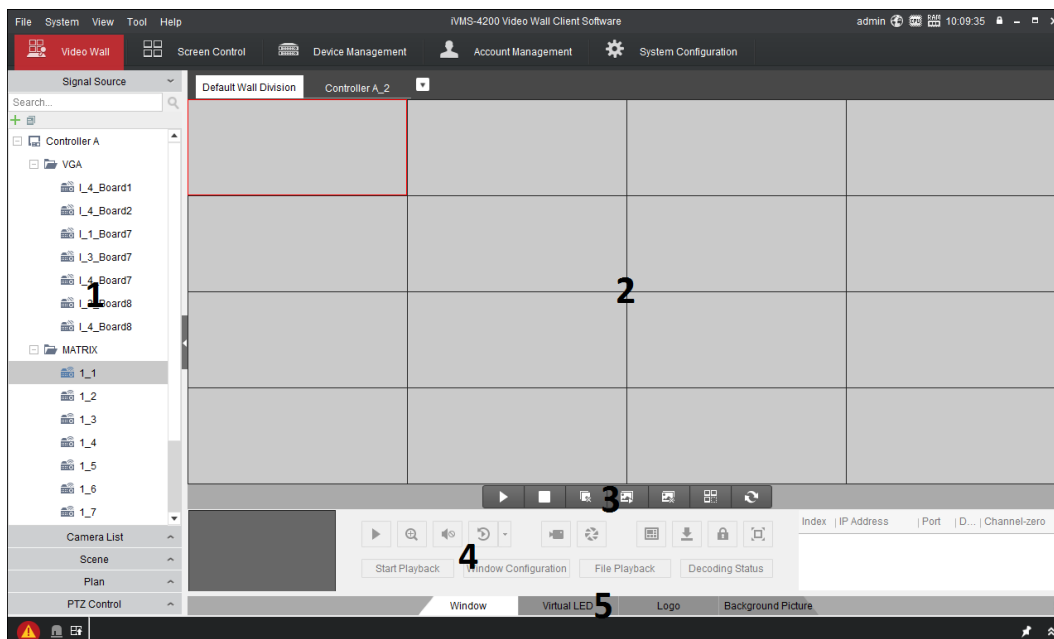 File System View Tool Help
iVMS-4200 Video Wall Client Software
admin 10:09:35
Video Wall
Screen Control
Device Management
Account Management
System Configuration
Signal Source
Default Wall Division
Controller A_2
Search...
Controller A
VGA
I_4_Board1
I_4_Board2
I_1_Board7
I_3_Board7
I_4_Board7
1
Board8
2
I_4_Board8
MATRIX
1_1
1_2
1_3
1_4
1_5
1_6
1_7
3
Index IP Address Port D... Channel-zero
4
Start Playback
Window Configuration
File Playback
Decoding Status
Camera List
Scene
Plan
PTZ Control
Window
Virtual LED
5
Logo
Background Picture